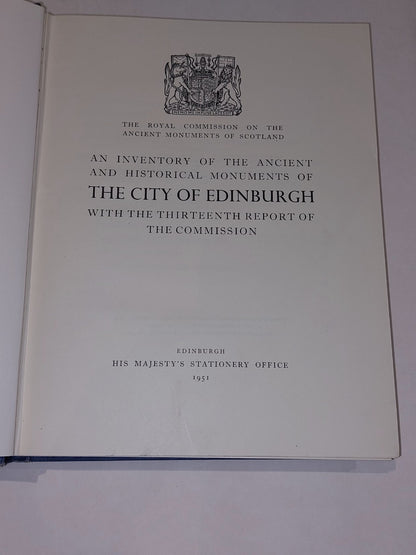 THE ROYAL COMMISSION ON THE
ANCIENT MONUMENTS OF SCOTLAND
AN INVENTORY OF THE ANCIENT
AND HISTORICAL MONUMENTS OF
THE CITY OF EDINBURGH
WITH THE THIRTEENTH REPORT OF
THE COMMISSION
EDINBURGH
HIS MAJESTY'S STATIONERY OFFICE
1951